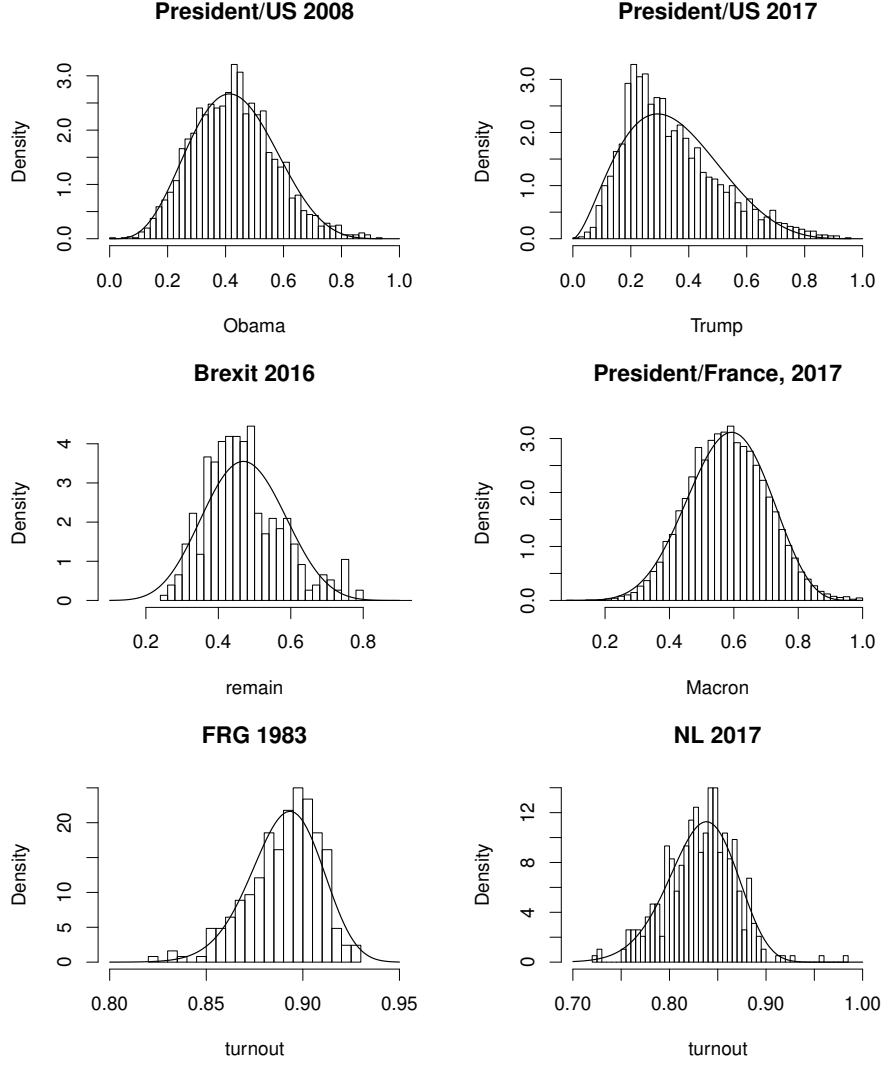 President/US 2008
Density
0.0 1.0 2.0 3.0
0.0 0.2 0.4 0.6 0.8 1.0
Obama
President/US 2017
Density
0.0 1.0 2.0 3.0
0.0 0.2 0.4 0.6 0.8 1.0
Trump
Brexit 2016
Density
0 1 2 3 4
0.2 0.4 0.6 0.8
remain
President/France, 2017
Density
0.0 1.0 2.0 3.0
0.2 0.4 0.6 0.8 1.0
Macron
FRG 1983
Density
0 5 10 20
0.80 0.85 0.90 0.95
turnout
NL 2017
Density
0 4 8 12
0.70 0.80 0.90 1.00
turnout